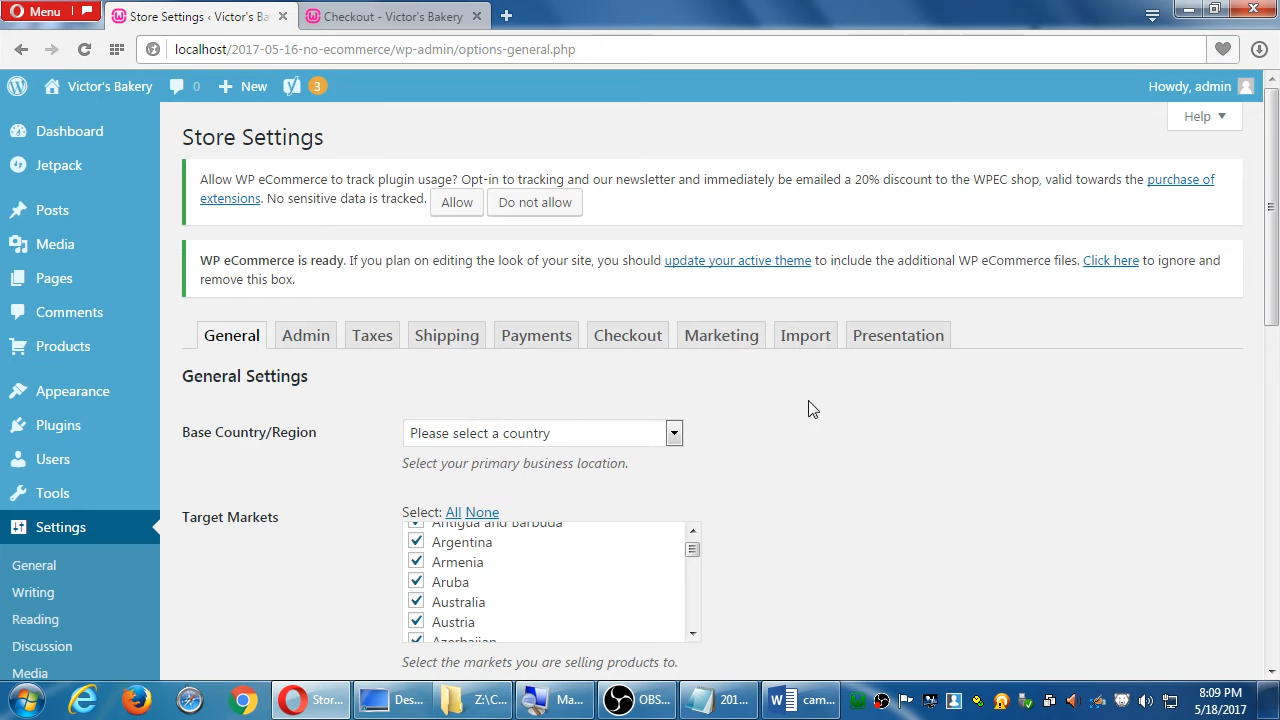 Menu
Store Settings ‹ Victor's Ba
Checkout - Victor's Bakery
localhost/2017-05-16-no-ecommerce/wp-admin/options-general.php
Victor's Bakery
0
New
3
Howdy, admin
Help
Dashboard
Jetpack
Posts
Media
Pages
Comments
Products
Appearance
Plugins
Users
Tools
Settings
General
Writing
Reading
Discussion
Media
Store Settings
Allow WP eCommerce to track plugin usage? Opt-in to tracking and our newsletter and immediately be emailed a 20% discount to the WPEC shop, valid towards the purchase of
extensions. No sensitive data is tracked. Allow Do not allow
WP eCommerce is ready. If you plan on editing the look of your site, you should update your active theme to include the additional WP eCommerce files. Click here to ignore and
remove this box.
General Admin Taxes Shipping Payments Checkout Marketing Import Presentation
General Settings
Base Country/Region
Please select a country
Select your primary business location.
Target Markets
Select: All None
Antigua and Barbuda
Argentina
Armenia
Aruba
Australia
Austria
Azerbaijan
Select the markets you are selling products to.
Stor...
Des...
Z:\C...
Ma...
OBS...
201...
cam...
8:09 PM
5/18/2017